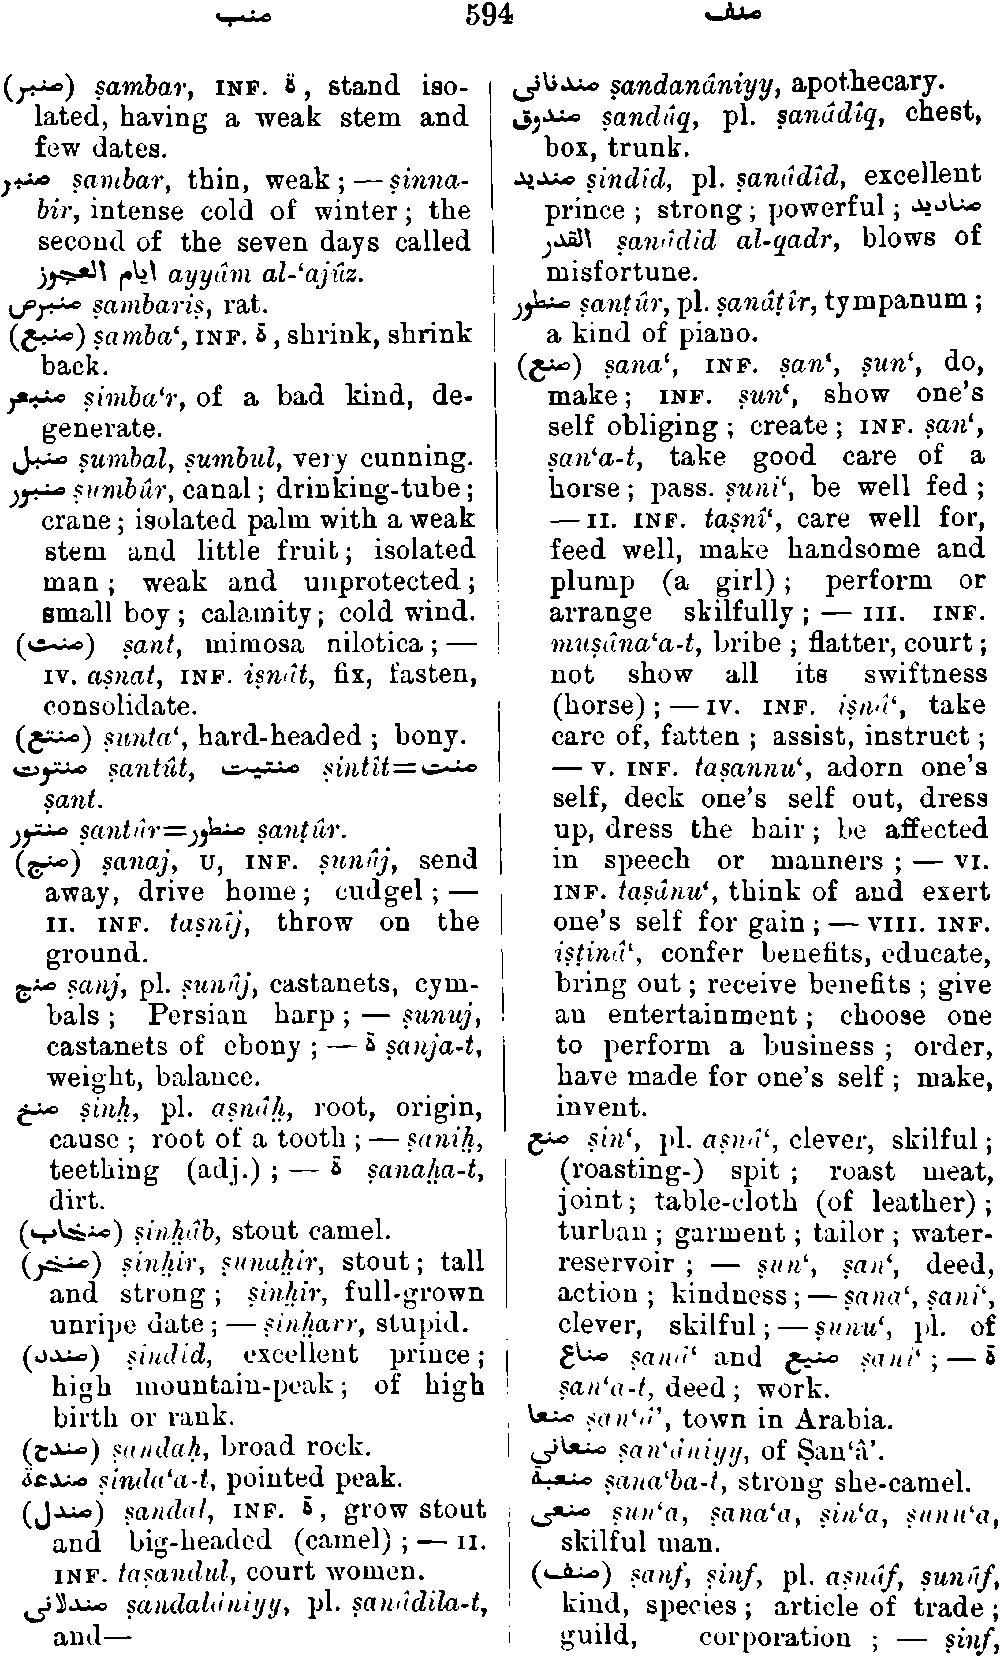 صنب 594 صنف
(صنبر) ṣambar, INF. ة, stand iso-
lated, having a weak stem and
few dates.
صنبر ṣambar, thin, weak; — ṣinna-
bir, intense cold of winter; the
second of the seven days called
ايام العجوز ayyâm al-‘ajûz.
صنبرص ṣambariṣ, rat.
(صنبع) ṣamba‘, INF. ة, shrink, shrink
back.
صنبعر ṣimba‘r, of a bad kind, de-
generate.
صنبل ṣumbal, ṣumbul, very cunning.
صنبور ṣumbûr, canal; drinking-tube;
crane; isolated palm with a weak
stem and little fruit; isolated
man; weak and unprotected;
small boy; calamity; cold wind.
(صنت) ṣant, mimosa nilotica; —
IV. aṣnat, INF. iṣnât, fix, fasten,
consolidate.
(صنتع) ṣunta‘, hard-headed; bony.
صنتوت ṣantût, صنتيت ṣintît=صنت
ṣant.
صنتور ṣantûr=صنطور ṣanṭûr.
(صنج) ṣanaj, U, INF. ṣunûj, send
away, drive home; cudgel; —
II. INF. taṣnîj, throw on the
ground.
صنج ṣanj, pl. ṣunûj, castanets, cym-
bals; Persian harp; — ṣunuj,
castanets of ebony; — ة ṣanja-t,
weight, balance.
صنخ ṣinḫ, pl. aṣnâḫ, root, origin,
cause; root of a tooth; — ṣaniḫ,
teething (adj.); — ة ṣanaḫa-t,
dirt.
(صنخاب) ṣinḫâb, stout camel.
(صنخر) ṣinḫir, ṣunaḫir, stout; tall
and strong; ṣinḫir, full-grown
unripe date; — ṣinḫarr, stupid.
(صندد) ṣindid, excellent prince;
high mountain-peak; of high
birth or rank.
(صندح) ṣandaḥ, broad rock.
صندعة ṣinda‘a-t, pointed peak.
(صندل) ṣandal, INF. ة, grow stout
and big-headed (camel); — II.
INF. taṣandul, court women.
صندلانى ṣandalâniyy, pl. ṣanâdila-t,
and—
صندنانى ṣandanâniyy, apothecary.
صندوق ṣandûq, pl. ṣanâdîq, chest,
box, trunk.
صنديد ṣindîd, pl. ṣanâdîd, excellent
prince; strong; powerful; صناديد
القدر ṣanâdid al-qadr, blows of
misfortune.
صنطور ṣanṭûr, pl. ṣanâṭîr, tympanum;
a kind of piano.
(صنع) ṣana‘, INF. ṣan‘, ṣun‘, do,
make; INF. ṣun‘, show one's
self obliging; create; INF. ṣan‘,
ṣan‘a-t, take good care of a
horse; pass. ṣuni‘, be well fed;
— II. INF. taṣnî‘, care well for,
feed well, make handsome and
plump (a girl); perform or
arrange skilfully; — III. INF.
muṣâna‘a-t, bribe; flatter, court;
not show all its swiftness
(horse); — IV. INF. iṣnâ‘, take
care of, fatten; assist, instruct;
— V. INF. taṣannu‘, adorn one's
self, deck one's self out, dress
up, dress the hair; be affected
in speech or manners; — VI.
INF. taṣânu‘, think of and exert
one's self for gain; — VIII. INF.
iṣṭinâ‘, confer benefits, educate,
bring out; receive benefits; give
an entertainment; choose one
to perform a business; order,
have made for one's self; make,
invent.
صنع ṣin‘, pl. aṣnâ‘, clever, skilful;
(roasting-) spit; roast meat,
joint; table-cloth (of leather);
turban; garment; tailor; water-
reservoir; — ṣun‘, ṣan‘, deed,
action; kindness; — ṣana‘, ṣani‘,
clever, skilful; — ṣunu‘, pl. of
صناع ṣanâ‘ and صنيع ṣanî‘; — ة
ṣan‘a-t, deed; work.
صنعا ṣan‘â’, town in Arabia.
صنعانى ṣan‘âniyy, of Ṣan‘â’.
صنعبة ṣana‘ba-t, strong she-camel.
صنعى ṣun‘a, ṣana‘a, ṣin‘a, ṣunu‘a,
skilful man.
(صنف) ṣanf, ṣinf, pl. aṣnâf, ṣunûf,
kind, species; article of trade;
guild, corporation; — ṣinf,